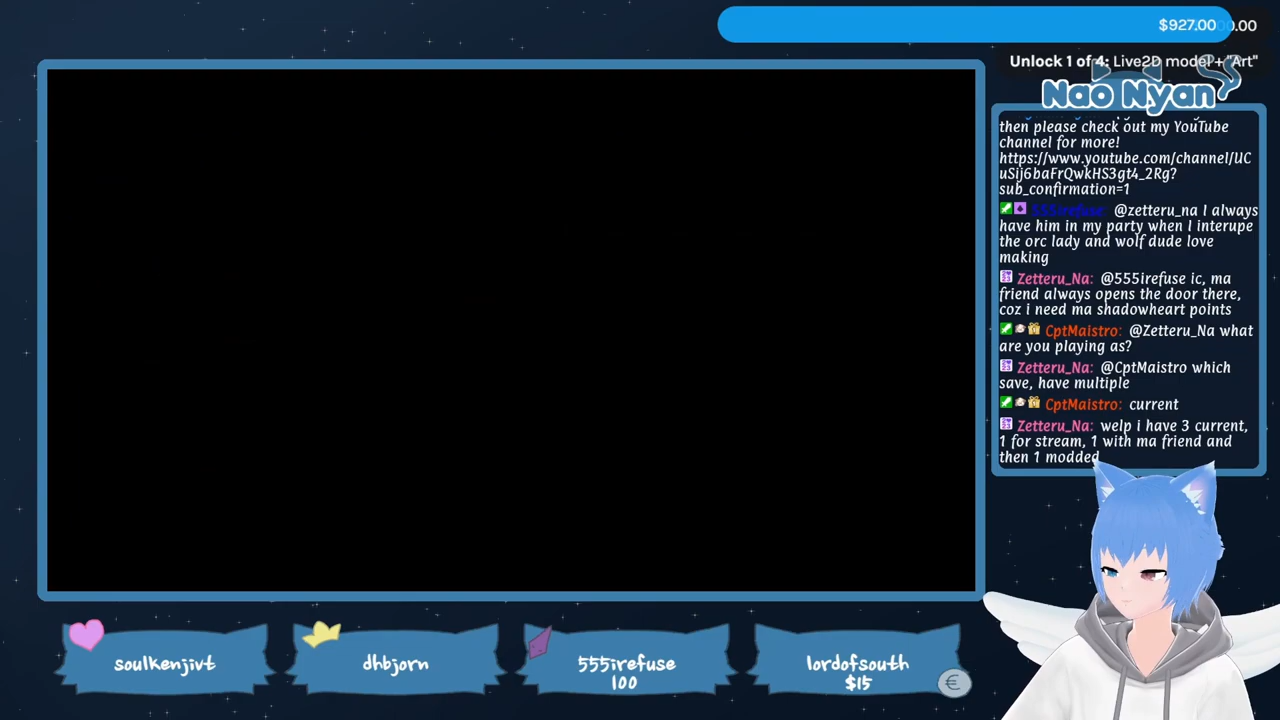 $927.00
.00
Unlock 1 of 4: Live2D model + "Art"
Nao Nyan
then please check out my YouTube
channel for more!
https://www.youtube.com/channel/UC
uSij6baFrQwkHS3gt4_2Rg?
sub_confirmation=1
555irefuse: @zetteru_na I always
have him in my party when I interupe
the orc lady and wolf dude love
making
Zetteru_Na: @555irefuse ic, ma
friend always opens the door there,
coz i need ma shadowheart points
CptMaistro: @Zetteru_Na what
are you playing as?
Zetteru_Na: @CptMaistro which
save, have multiple
CptMaistro: current
Zetteru_Na: welp i have 3 current,
1 for stream, 1 with ma friend and
then 1 modded
soulkenjivt
dhbjorn
555irefuse
100
lordofsouth
$15
€